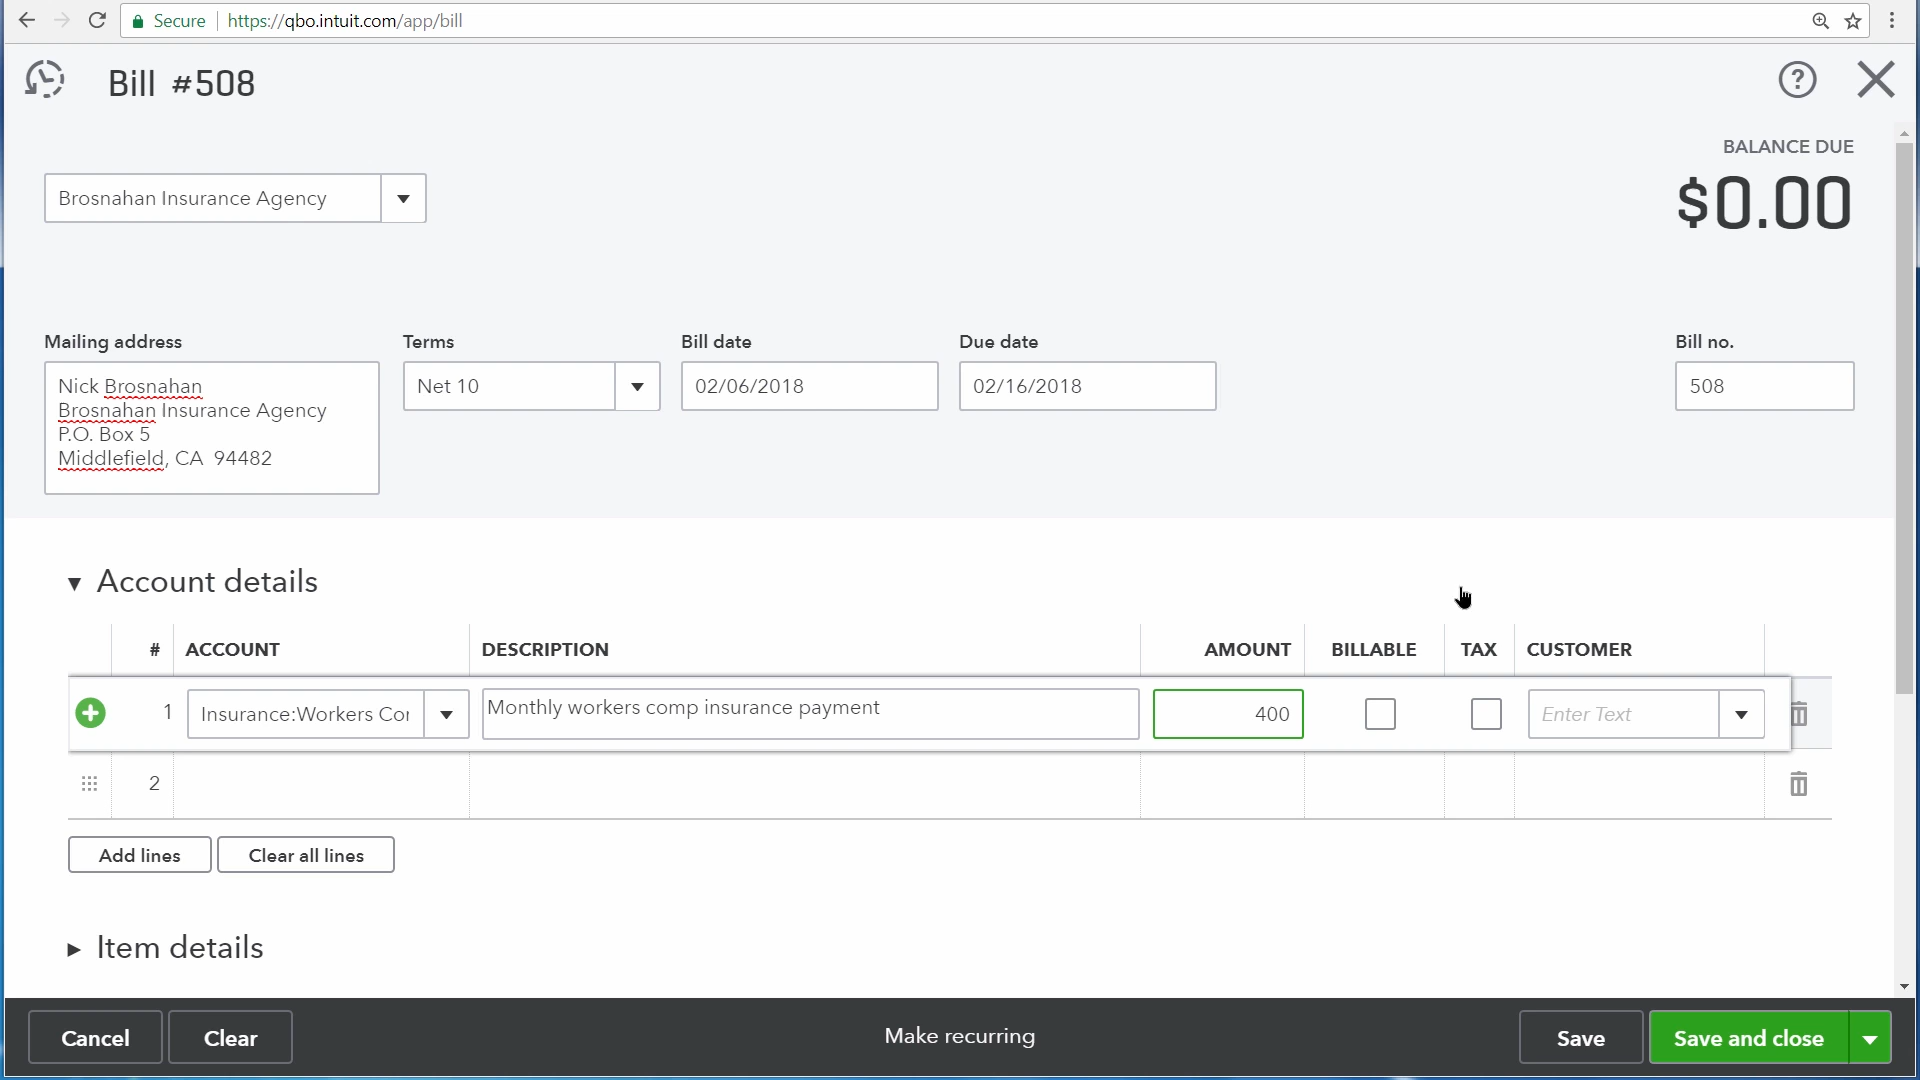 Secure https://qbo.intuit.com/app/bill
Bill #508
?
BALANCE DUE
$0.00
Brosnahan Insurance Agency
Mailing address
Terms
Bill date
Due date
Bill no.
Nick Brosnahan
Brosnahan Insurance Agency
P.O. Box 5
Middlefield, CA 94482
Net 10
02/06/2018
02/16/2018
508
Account details
# ACCOUNT DESCRIPTION AMOUNT BILLABLE TAX CUSTOMER
1 Insurance:Workers Cor Monthly workers comp insurance payment 400 Enter Text
2
Add lines Clear all lines
Item details
Cancel Clear Make recurring Save Save and close